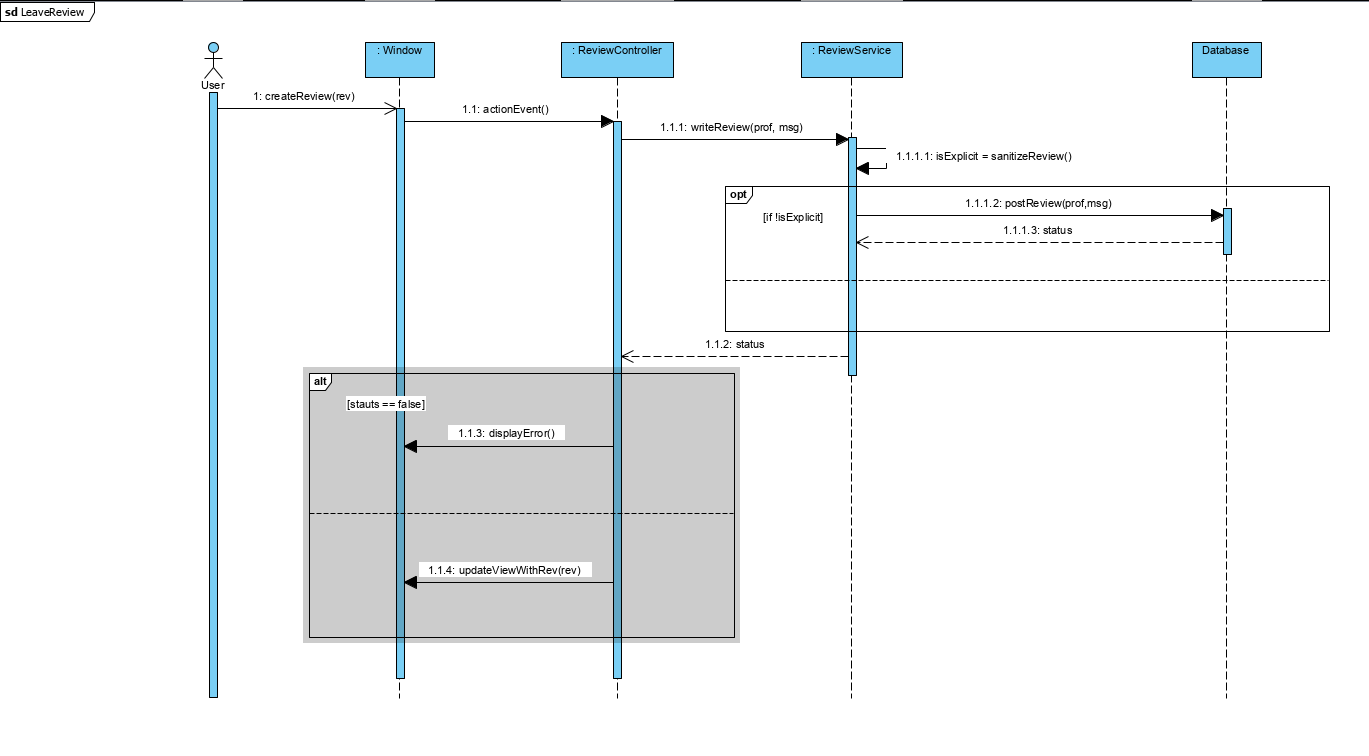 sd LeaveReview
: Window
: ReviewController
: ReviewService
Database
User
1: createReview(rev)
1.1: actionEvent()
1.1.1: writeReview(prof, msg)
1.1.1.1: isExplicit = sanitizeReview()
opt
[if !isExplicit]
1.1.1.2: postReview(prof,msg)
1.1.1.3: status
1.1.2: status
alt
[stauts == false]
1.1.3: displayError()
1.1.4: updateViewWithRev(rev)